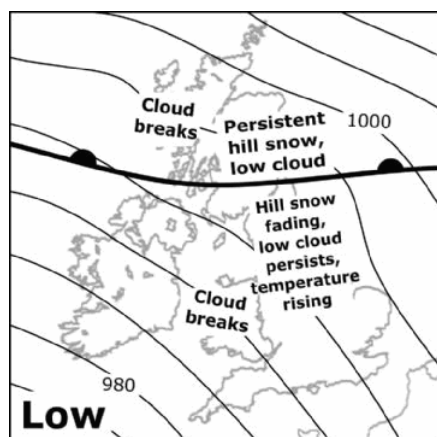 Cloud
breaks
Persistent
hill snow,
low cloud
1000
Hill snow
fading,
low cloud
persists,
temperature
rising
Cloud
breaks
980
Low